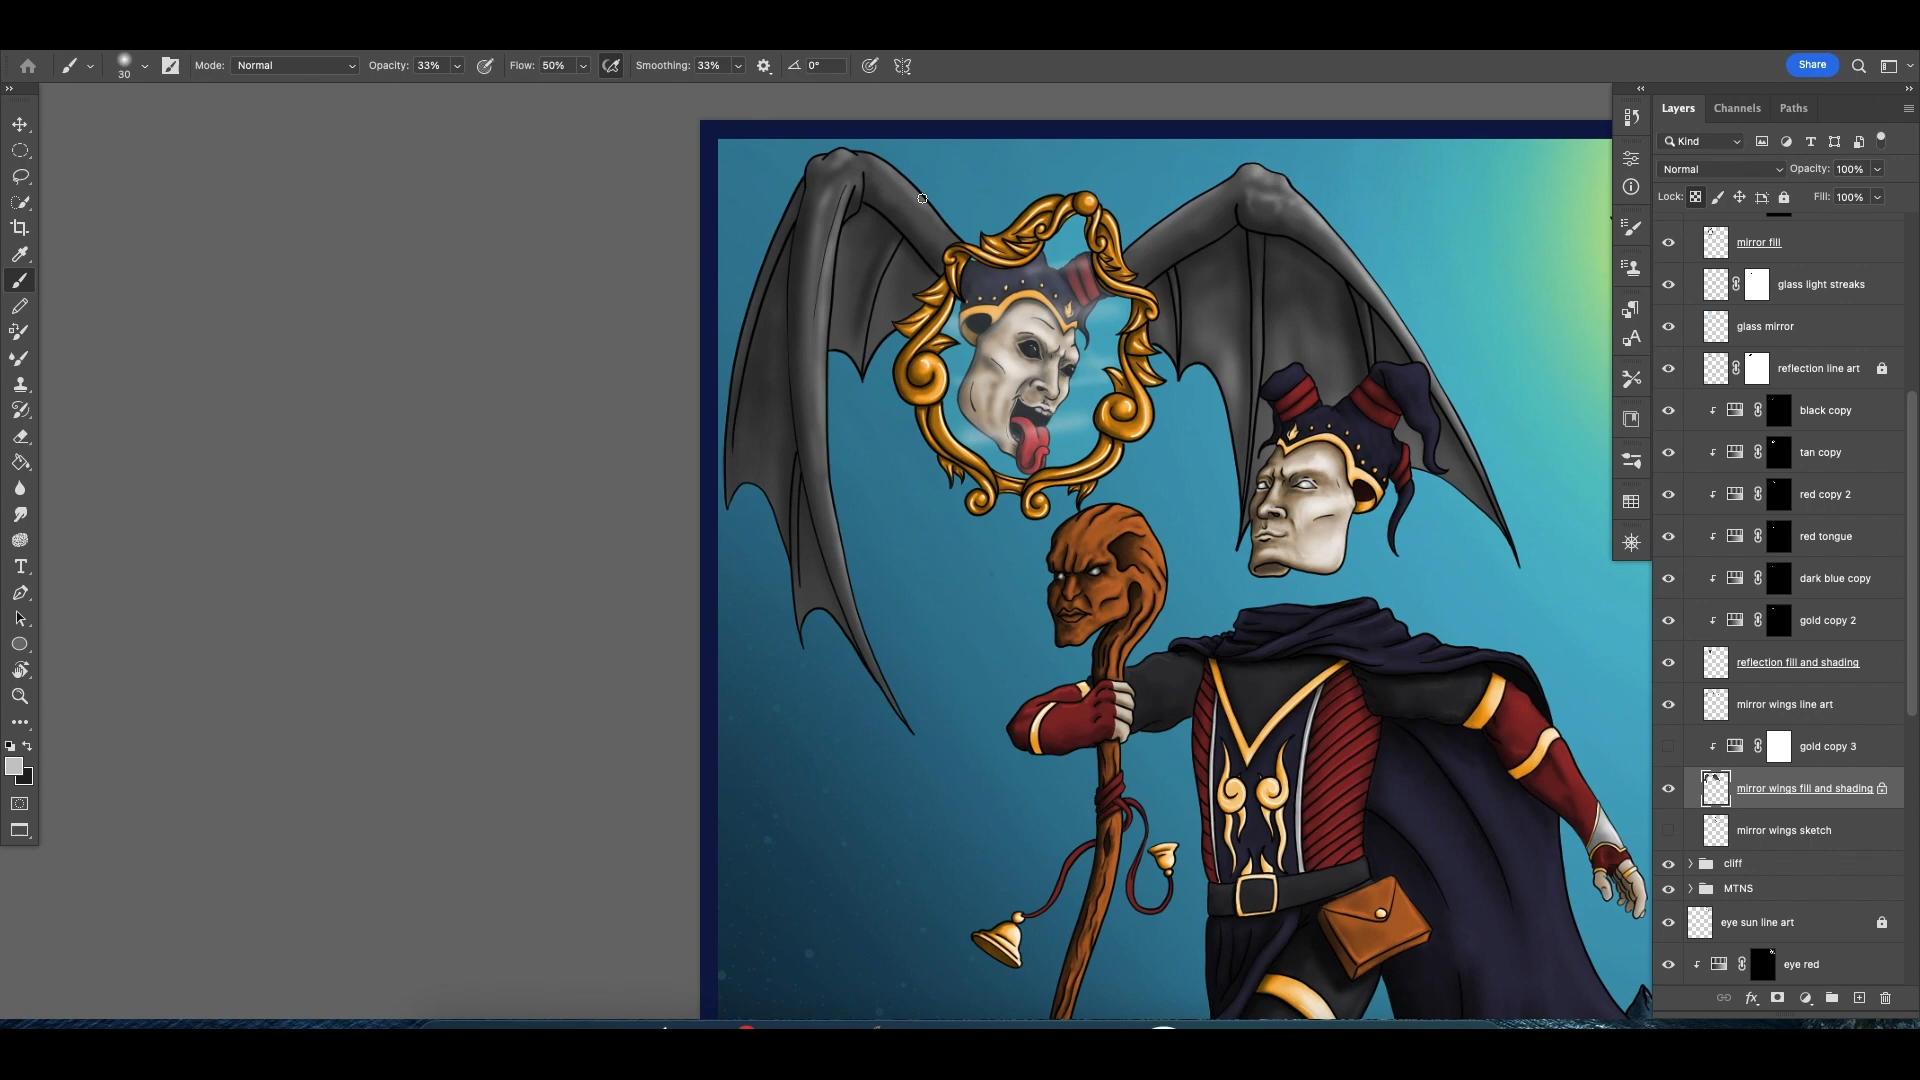 30
Mode: Normal Opacity: 33% Flow: 50% Smoothing: 33% 0° Share
Layers Channels Paths
Kind
Normal Opacity: 100%
Lock: Fill: 100%
mirror fill
glass light streaks
glass mirror
reflection line art
black copy
tan copy
red copy 2
red tongue
dark blue copy
gold copy 2
reflection fill and shading
mirror wings line art
gold copy 3
mirror wings fill and shading
mirror wings sketch
cliff
MTNS
eye sun line art
eye red